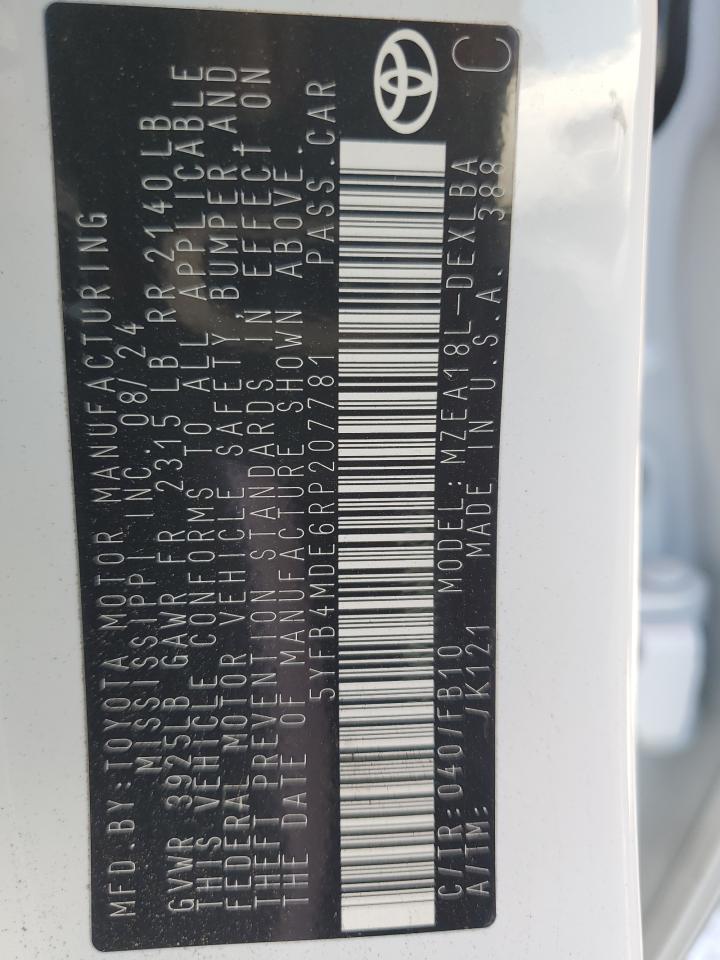 MFD.BY:TOYOTA MOTOR MANUFACTURING
MISSISSIPPI INC. 08/24
GVWR 3925LB GAWR FR 2315 LB RR 2140LB
THIS VEHICLE CONFORMS TO ALL APPLICABLE
FEDERAL MOTOR VEHICLE SAFETY, BUMPER, AND
THEFT PREVENTION STANDARDS IN EFFECT ON
THE DATE OF MANUFACTURE SHOWN ABOVE.
5YFB4MDE6RP207781 PASS.CAR
C/TR:040/FB10 MODEL:MZEA18L-DEXLBA
A/TM: /K121 MADE IN U.S.A. 388
C